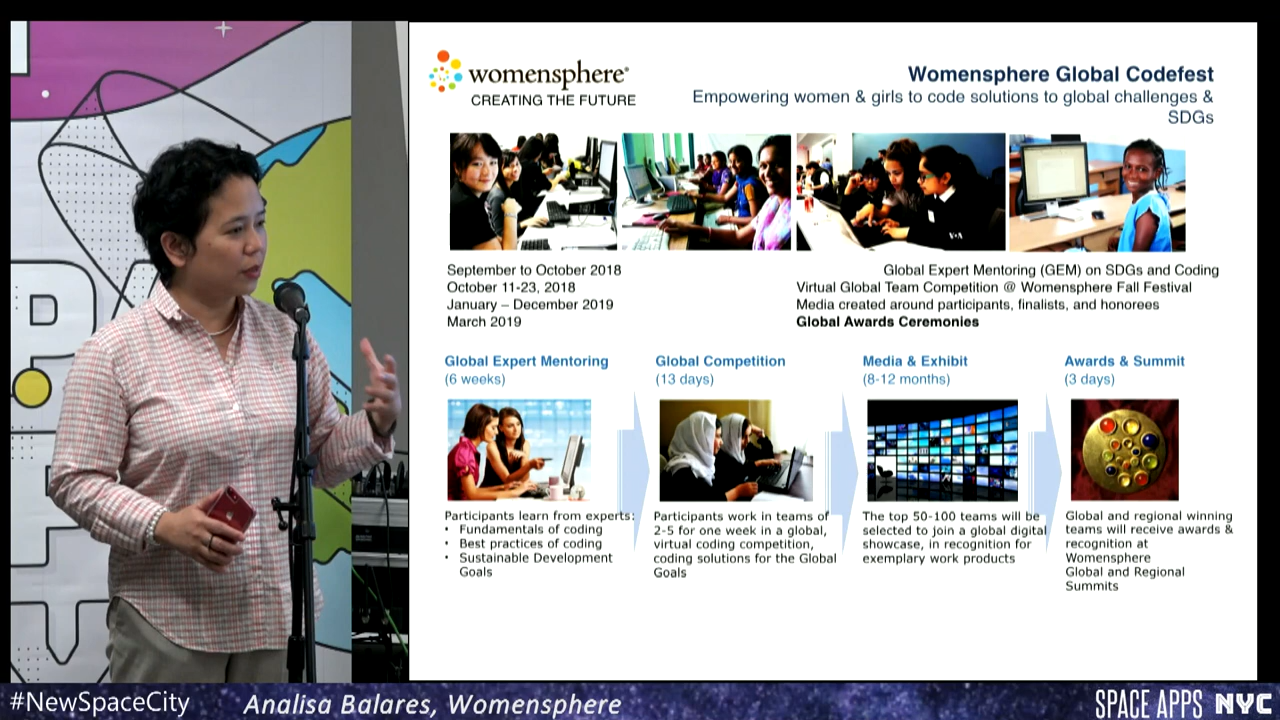 womensphere®
CREATING THE FUTURE
Womensphere Global Codefest
Empowering women & girls to code solutions to global challenges &
SDGs
September to October 2018
Global Expert Mentoring (GEM) on SDGs and Coding
October 11-23, 2018
Virtual Global Team Competition @ Womensphere Fall Festival
January – December 2019
Media created around participants, finalists, and honorees
March 2019
Global Awards Ceremonies
Global Expert Mentoring
(6 weeks)
Participants learn from experts:
• Fundamentals of coding
• Best practices of coding
• Sustainable Development
Goals
Global Competition
(13 days)
Participants work in teams of
2-5 for one week in a global,
virtual coding competition,
coding solutions for the Global
Goals
Media & Exhibit
(8-12 months)
The top 50-100 teams will be
selected to join a global digital
showcase, in recognition for
exemplary work products
Awards & Summit
(3 days)
Global and regional winning
teams will receive awards &
recognition at
Womensphere
Global and Regional
Summits
#NewSpaceCity
Analisa Balares, Womensphere
SPACE APPS NYC